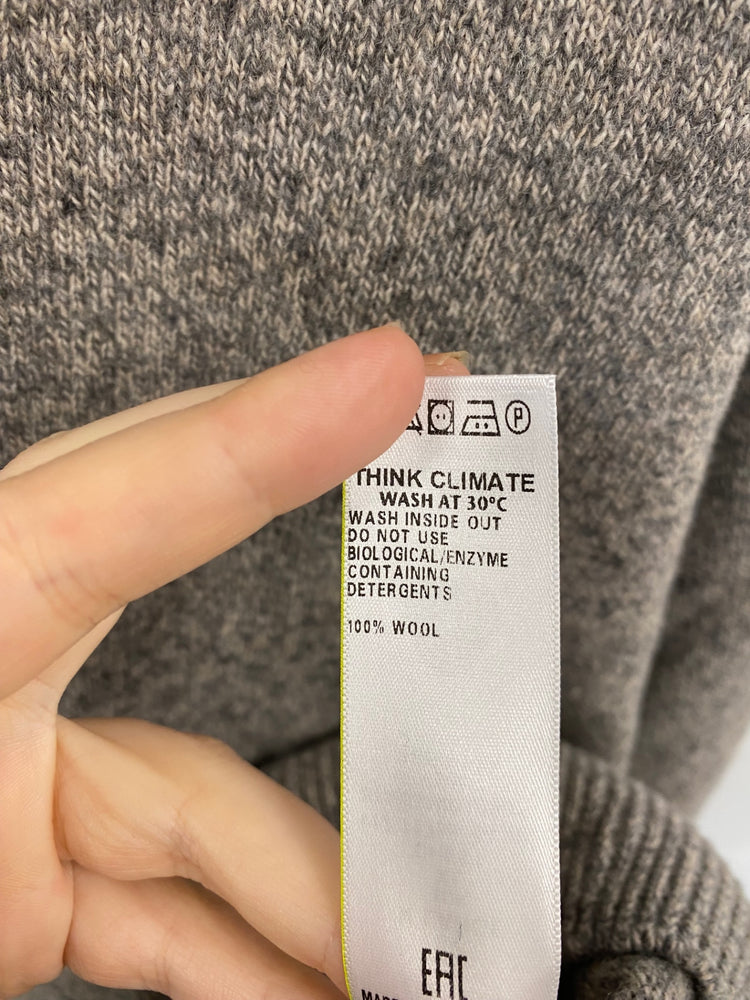 P
THINK CLIMATE
WASH AT 30°C
WASH INSIDE OUT
DO NOT USE
BIOLOGICAL/ENZYME
CONTAINING
DETERGENTS
100% WOOL
EAC